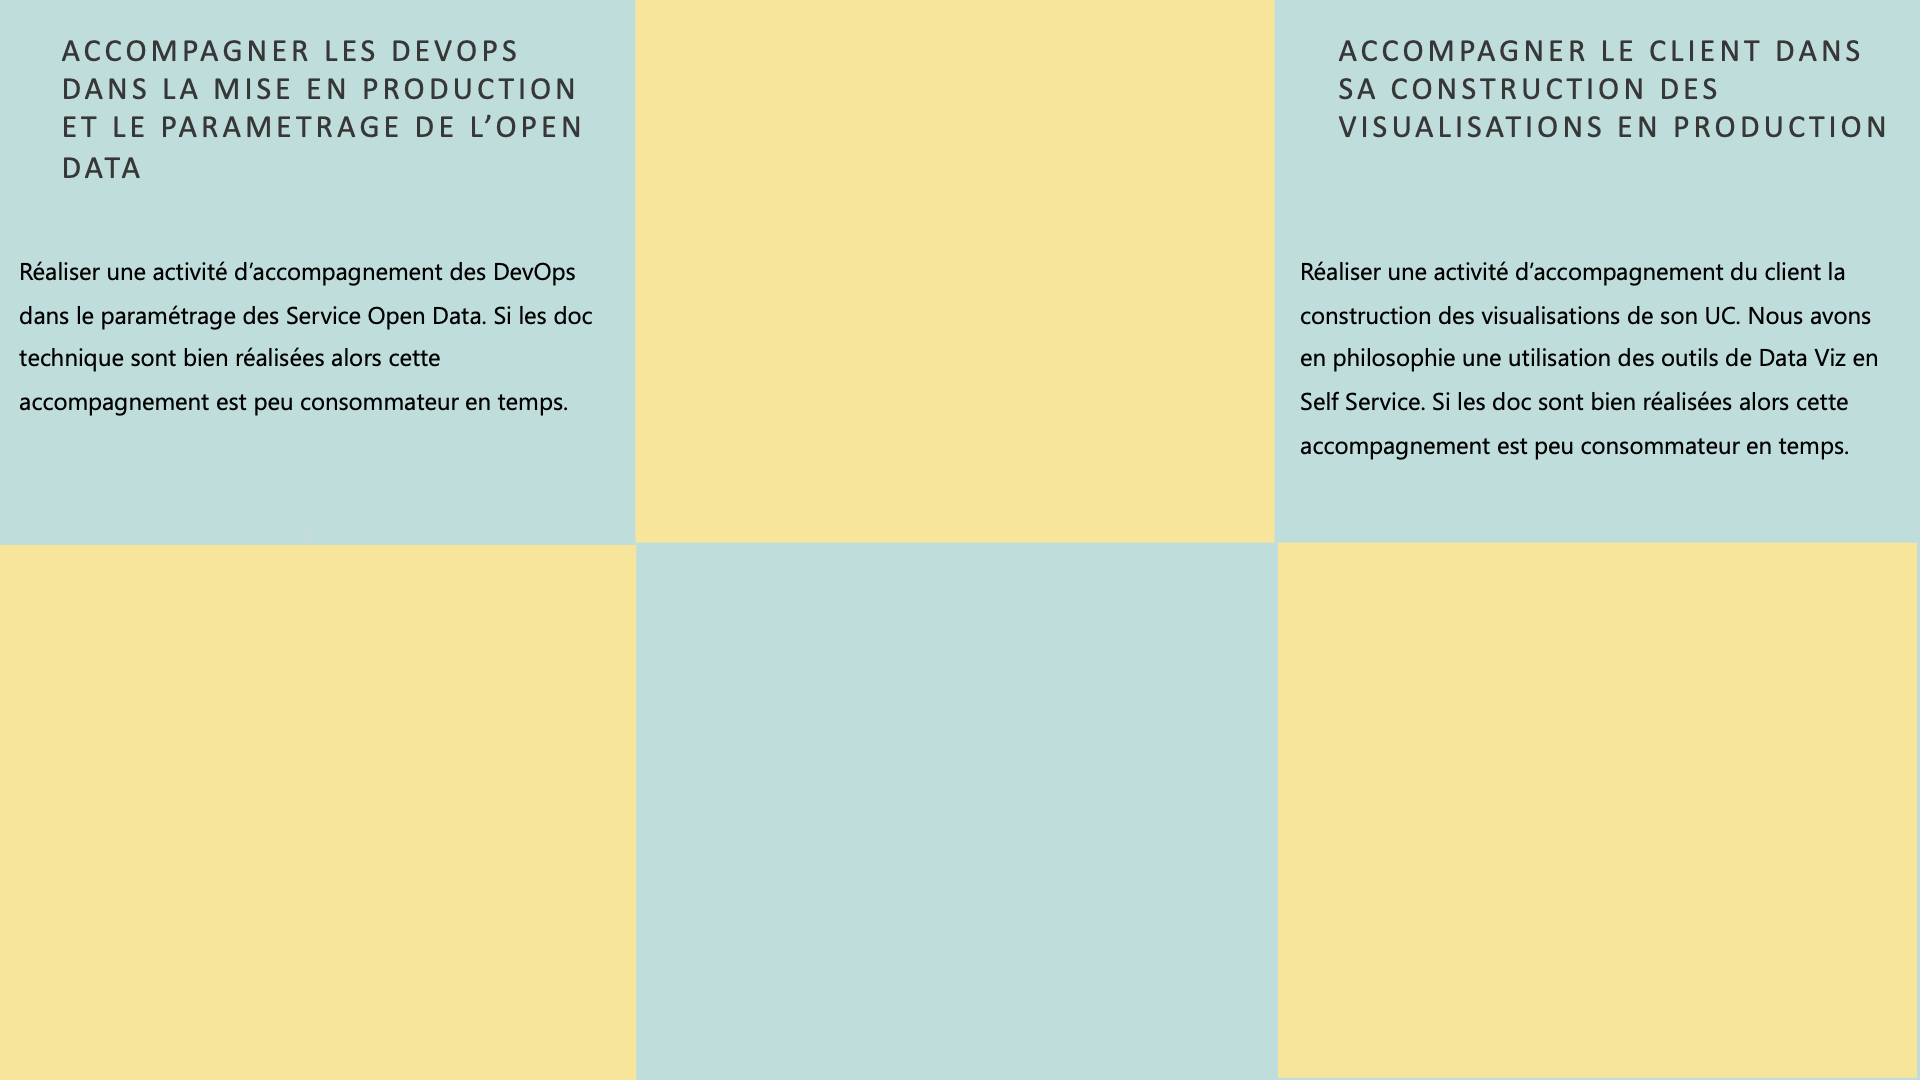 ACCOMPAGNER LES DEVOPS
DANS LA MISE EN PRODUCTION
ET LE PARAMETRAGE DE L’OPEN
DATA
Réaliser une activité d’accompagnement des DevOps
dans le paramétrage des Service Open Data. Si les doc
technique sont bien réalisées alors cette
accompagnement est peu consommateur en temps.
ACCOMPAGNER LE CLIENT DANS
SA CONSTRUCTION DES
VISUALISATIONS EN PRODUCTION
Réaliser une activité d’accompagnement du client la
construction des visualisations de son UC. Nous avons
en philosophie une utilisation des outils de Data Viz en
Self Service. Si les doc sont bien réalisées alors cette
accompagnement est peu consommateur en temps.